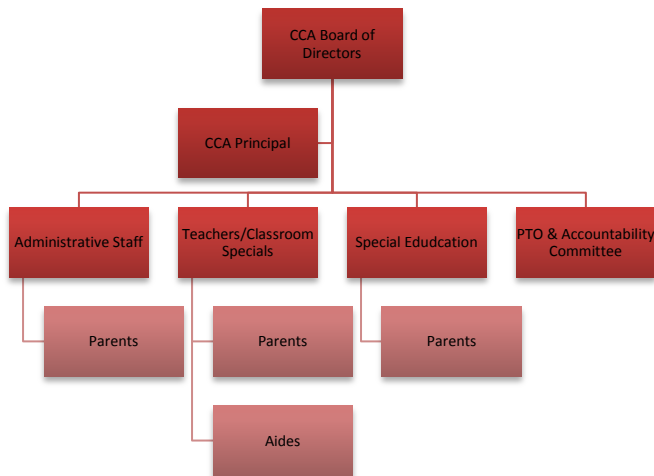 CCA Board of
Directors
CCA Principal
Administrative Staff
Teachers/Classroom
Specials
Special Edudcation
PTO & Accountability
Committee
Parents
Parents
Parents
Aides